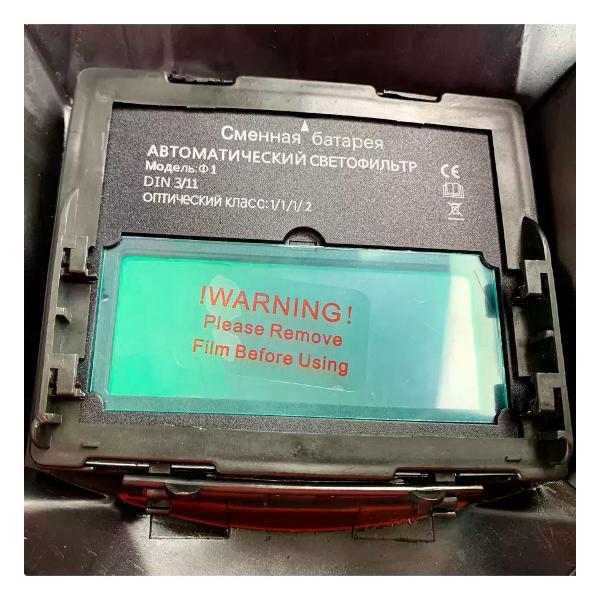 Сменная батарея
АВТОМАТИЧЕСКИЙ СВЕТОФИЛЬТР
Модель: Ф1
DIN 3/11
ОПТИЧЕСКИЙ КЛАСС: 1/1/1/2
CE
!WARNING!
Please Remove
Film Before Using